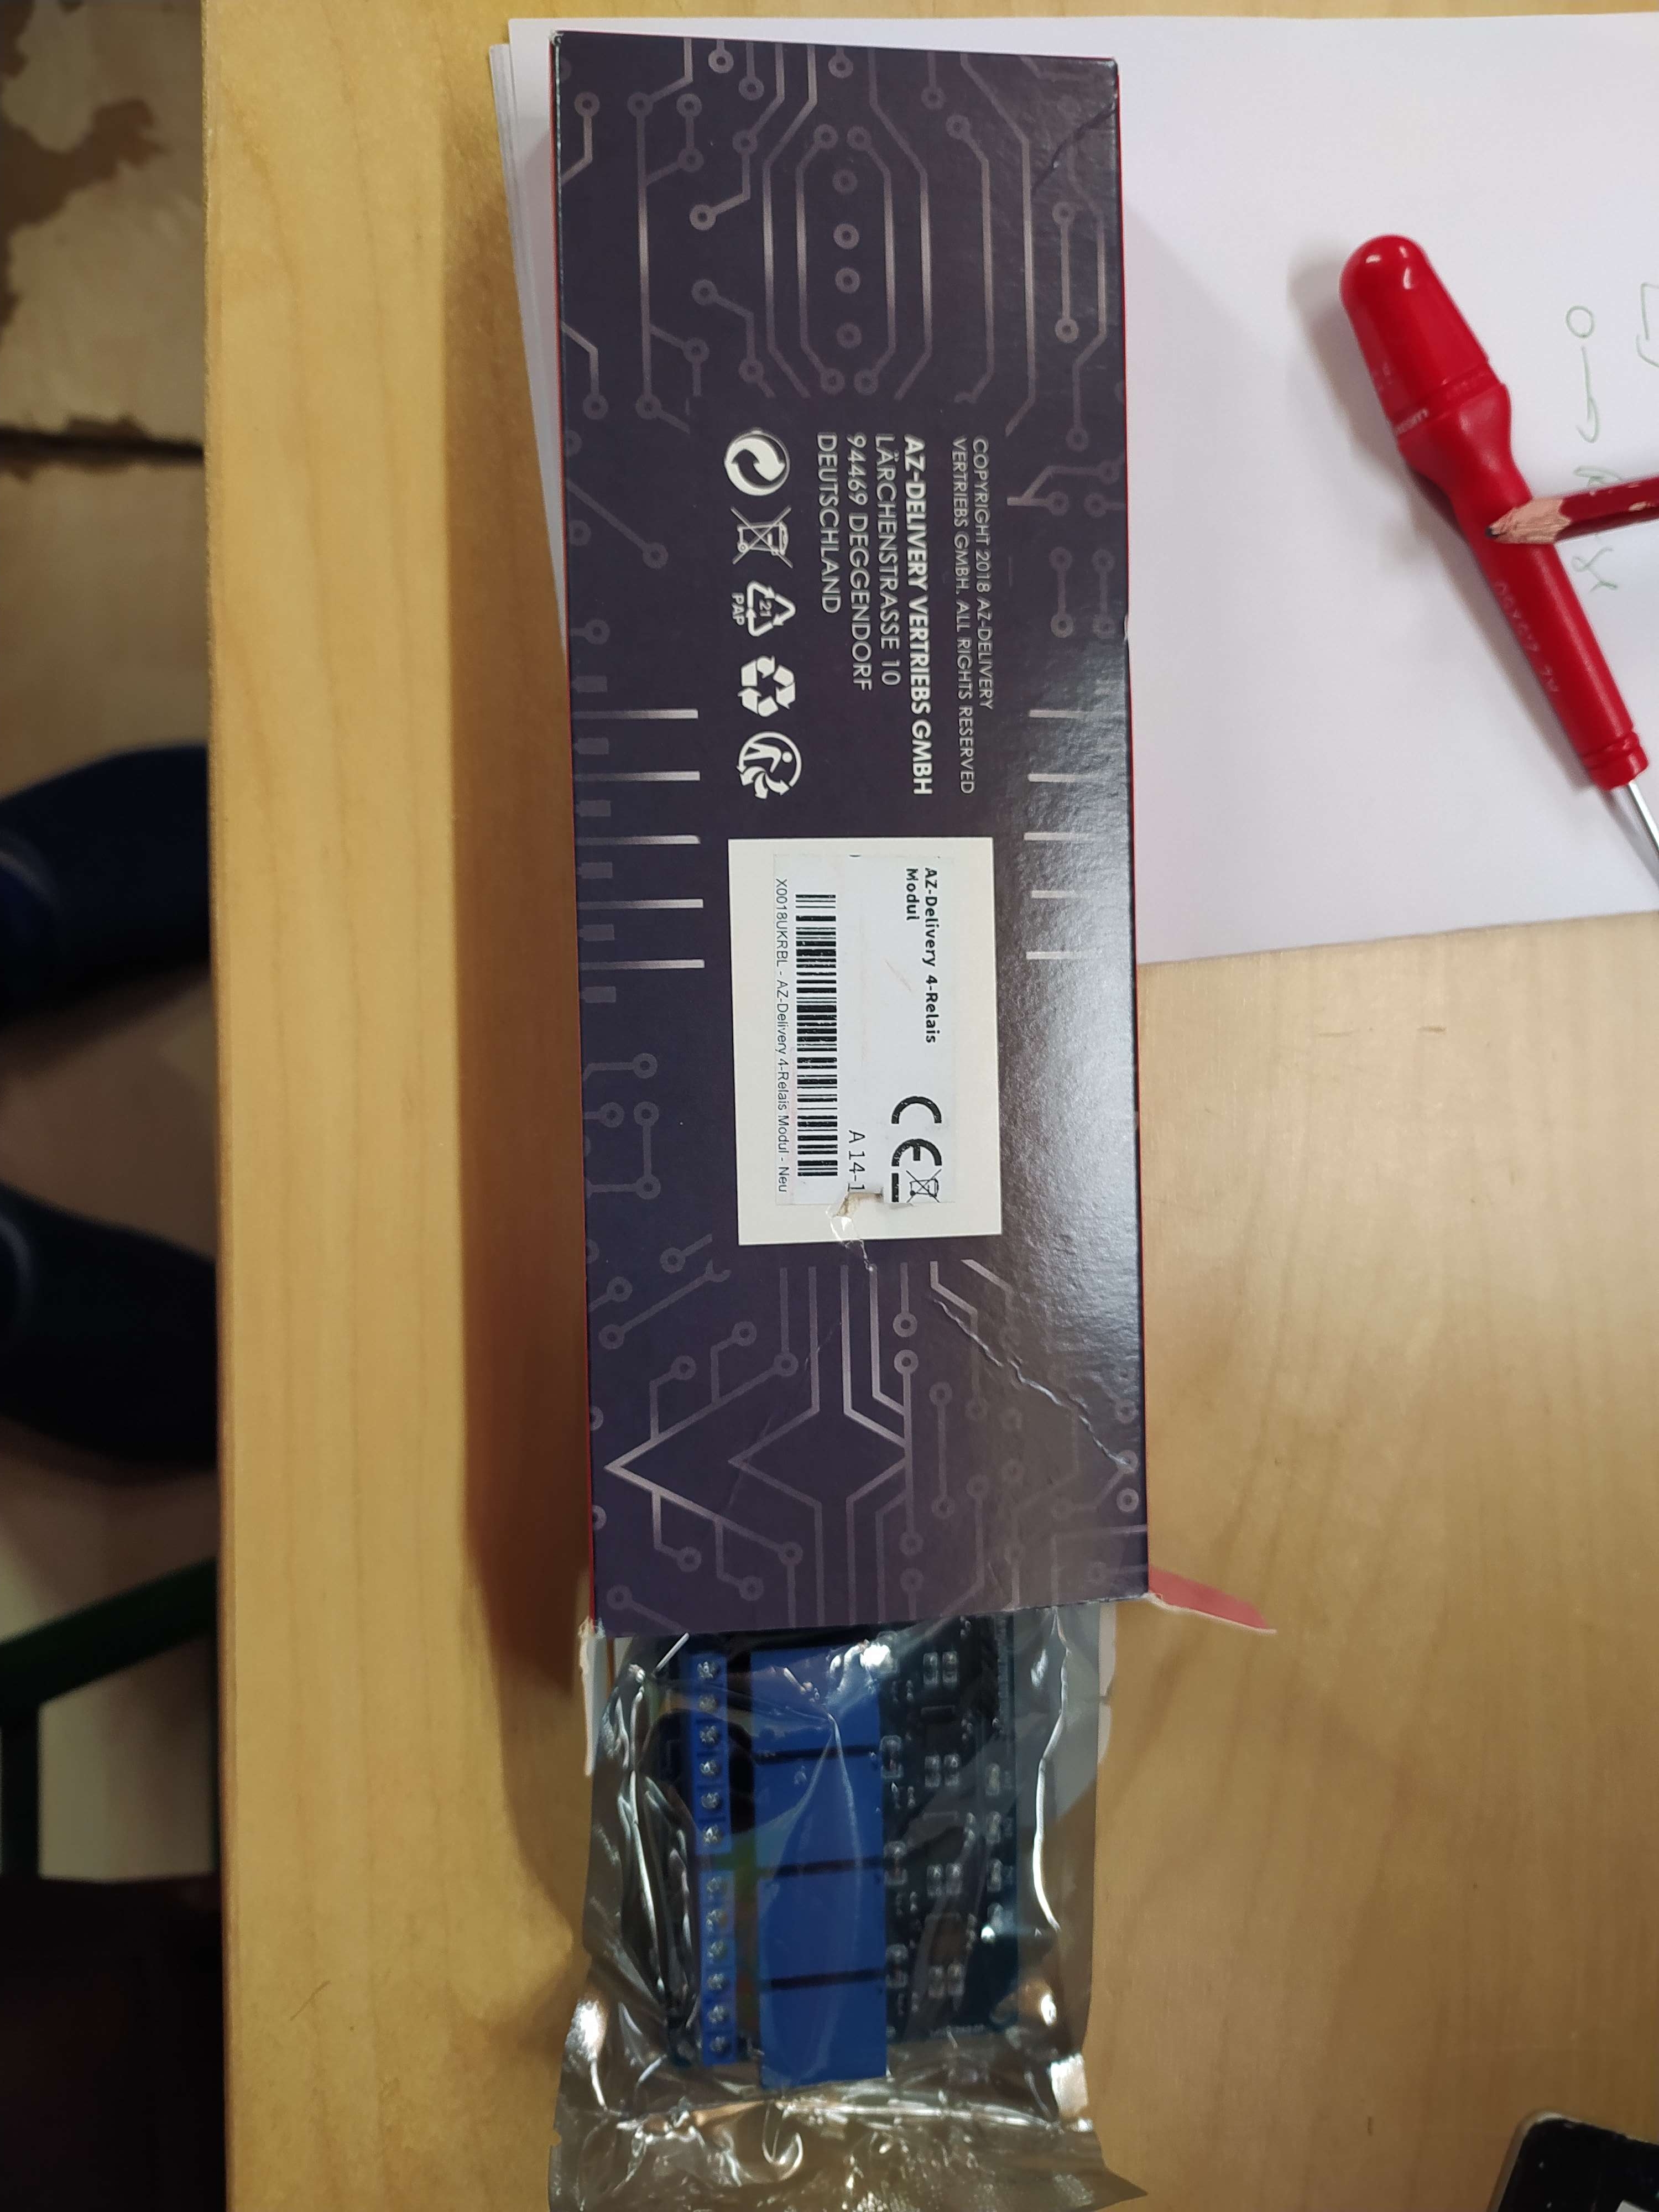 COPYRIGHT 2018 AZ-DELIVERY
VERTRIEBS GMBH. ALL RIGHTS RESERVED
AZ-DELIVERY VERTRIEBS GMBH
LÄRCHENSTRASSE 10
94469 DEGGENDORF
DEUTSCHLAND
21
PAP
AZ-Delivery 4-Relais
Modul
CE
A 14-1
X0018UKRBL - AZ-Delivery 4-Relais Modul - Neu